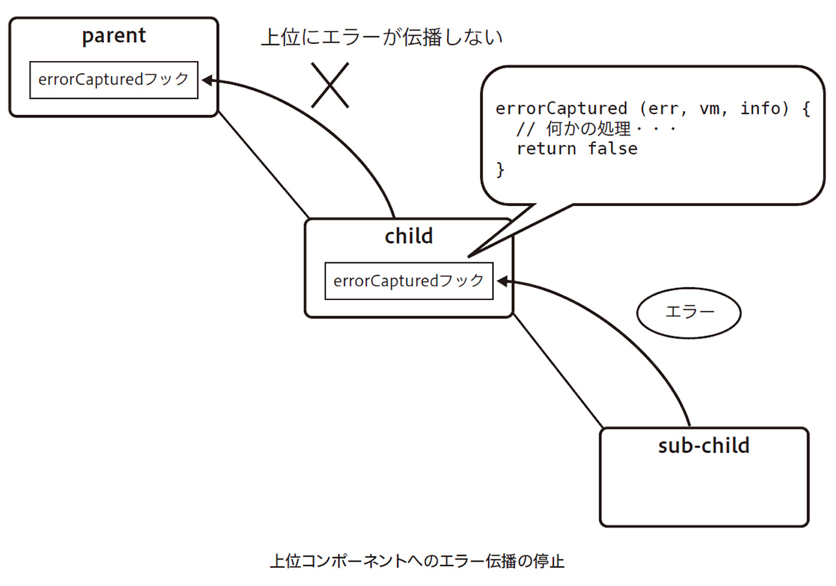 parent
errorCapturedフック
上位にエラーが伝播しない
errorCaptured (err, vm, info) {
  // 何かの処理・・・
  return false
}
child
errorCapturedフック
エラー
sub-child
上位コンポーネントへのエラー伝播の停止